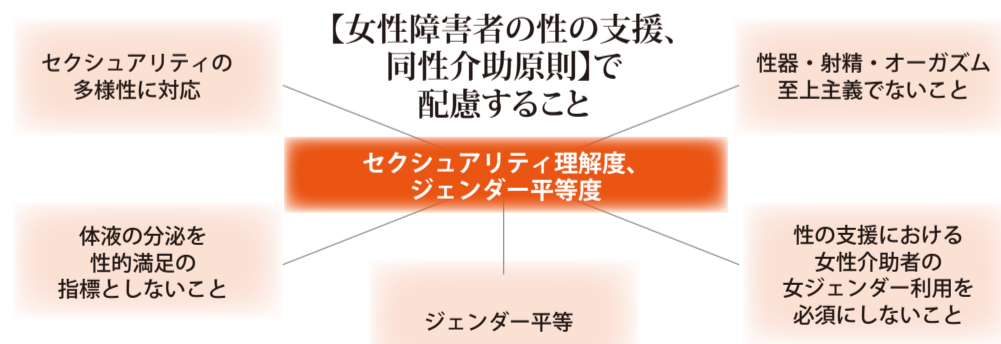 【女性障害者の性の支援、
同性介助原則】で
配慮すること
セクシュアリティの
多様性に対応
性器・射精・オーガズム
至上主義でないこと
セクシュアリティ理解度、
ジェンダー平等度
体液の分泌を
性的満足の
指標としないこと
ジェンダー平等
性の支援における
女性介助者の
女ジェンダー利用を
必須にしないこと